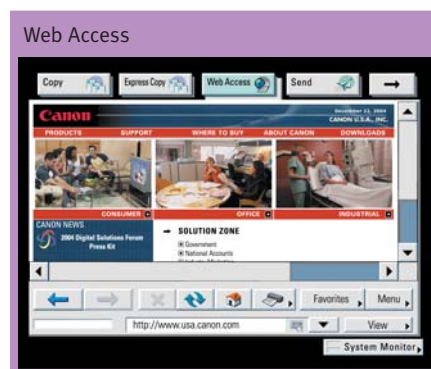 Web Access
Copy Express Copy Web Access Send
Canon December 13, 2004
CANON U.S.A., INC.
PRODUCTS SUPPORT WHERE TO BUY ABOUT CANON DOWNLOADS
CONSUMER OFFICE INDUSTRIAL
CANON NEWS
2004 Digital Solutions Forum
Press Kit
SOLUTION ZONE
Government
National Accounts
Favorites Menu
http://www.usa.canon.com View
System Monitor